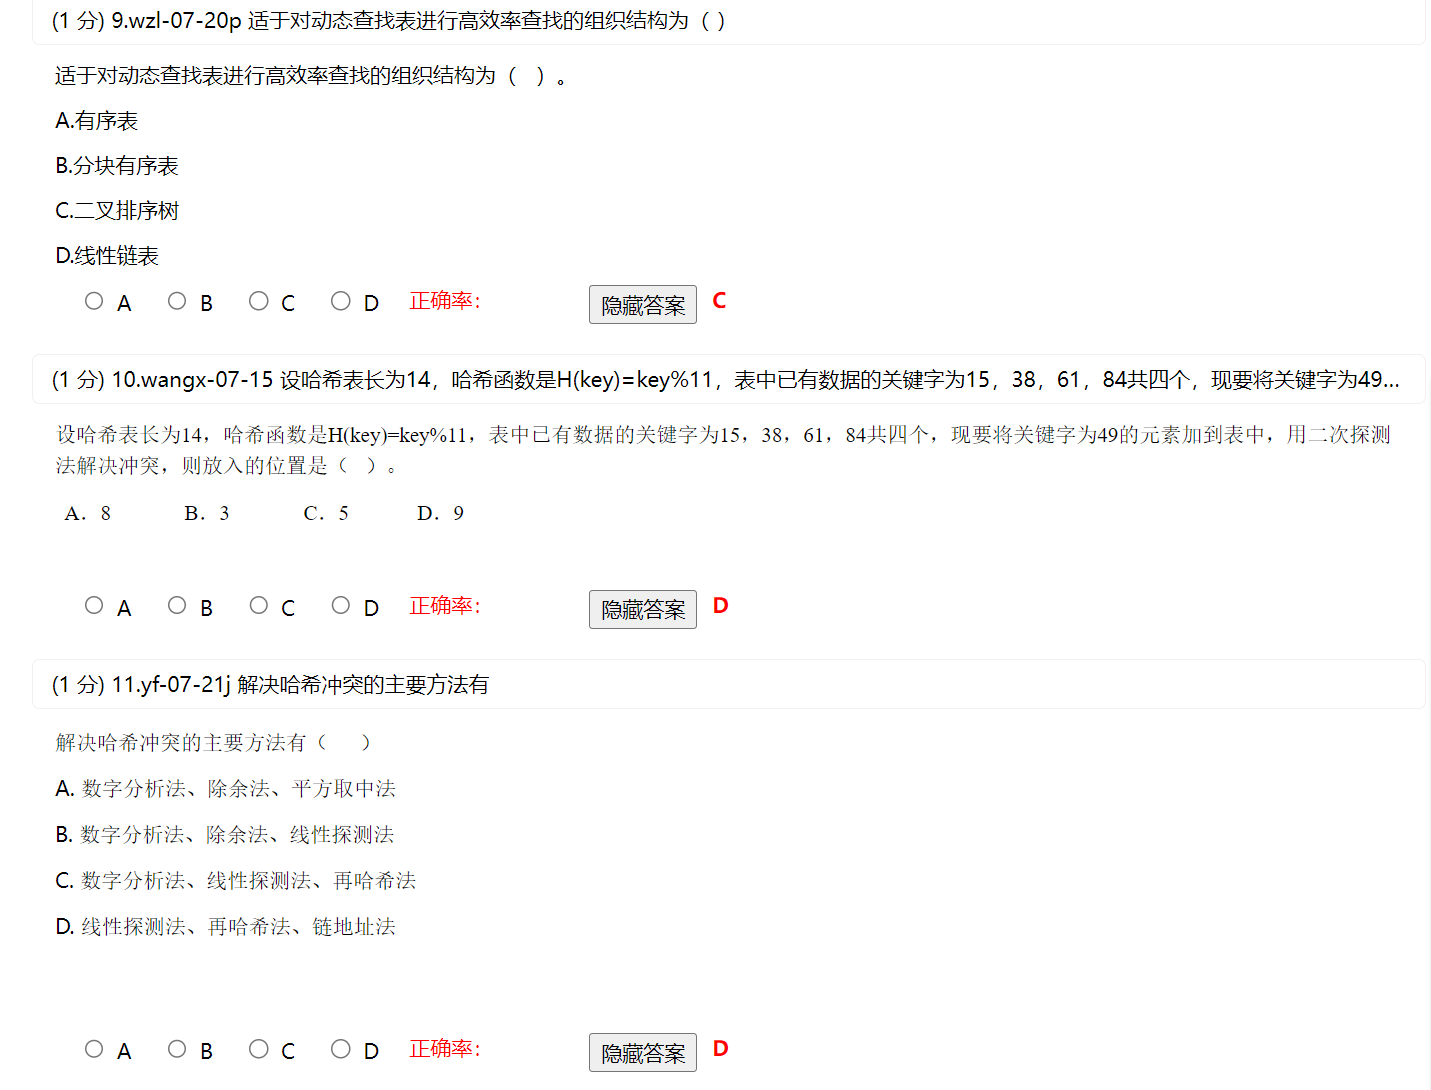 (1 分) 9.wzl-07-20p 适于对动态查找表进行高效率查找的组织结构为（ ）
适于对动态查找表进行高效率查找的组织结构为（　）。
A.有序表
B.分块有序表
C.二叉排序树
D.线性链表
A B C D 正确率: 隐藏答案 C
(1 分) 10.wangx-07-15 设哈希表长为14，哈希函数是H(key)=key%11，表中已有数据的关键字为15，38，61，84共四个，现要将关键字为49...
设哈希表长为14，哈希函数是H(key)=key%11，表中已有数据的关键字为15，38，61，84共四个，现要将关键字为49的元素加到表中，用二次探测
法解决冲突，则放入的位置是（　）。
A．8 B．3 C．5 D．9
A B C D 正确率: 隐藏答案 D
(1 分) 11.yf-07-21j 解决哈希冲突的主要方法有
解决哈希冲突的主要方法有（　　）
A. 数字分析法、除余法、平方取中法
B. 数字分析法、除余法、线性探测法
C. 数字分析法、线性探测法、再哈希法
D. 线性探测法、再哈希法、链地址法
A B C D 正确率: 隐藏答案 D